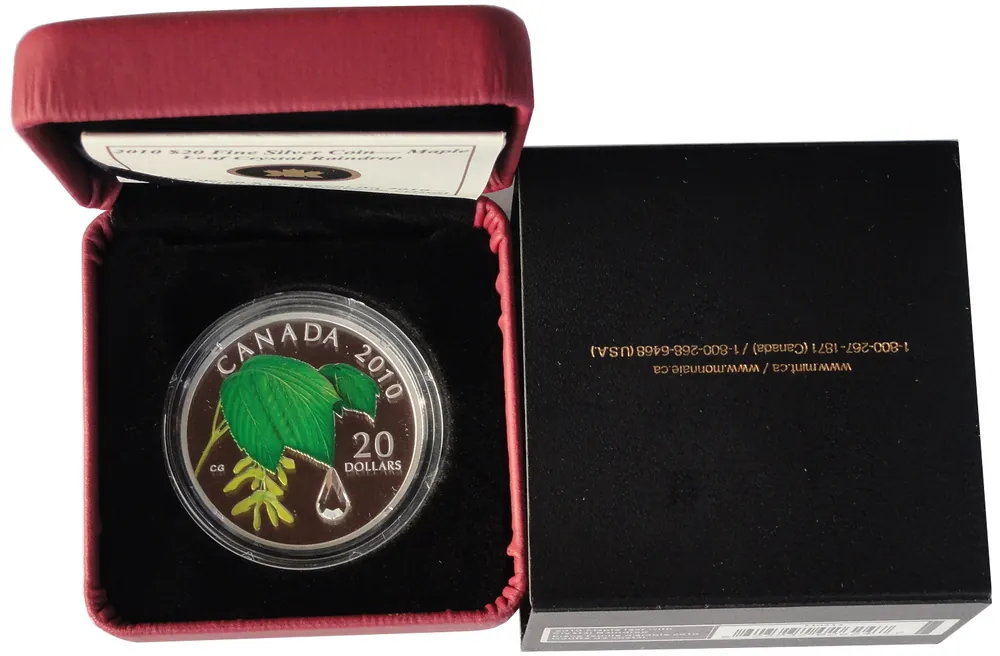 2010 $20 Fine Silver Coin — Maple
Leaf Crystal Raindrop
CANADA 2010
20
DOLLARS
CG
www.mint.ca / www.monnaie.ca
1-800-267-1871 (Canada) / 1-800-268-6468 (U.S.A.)